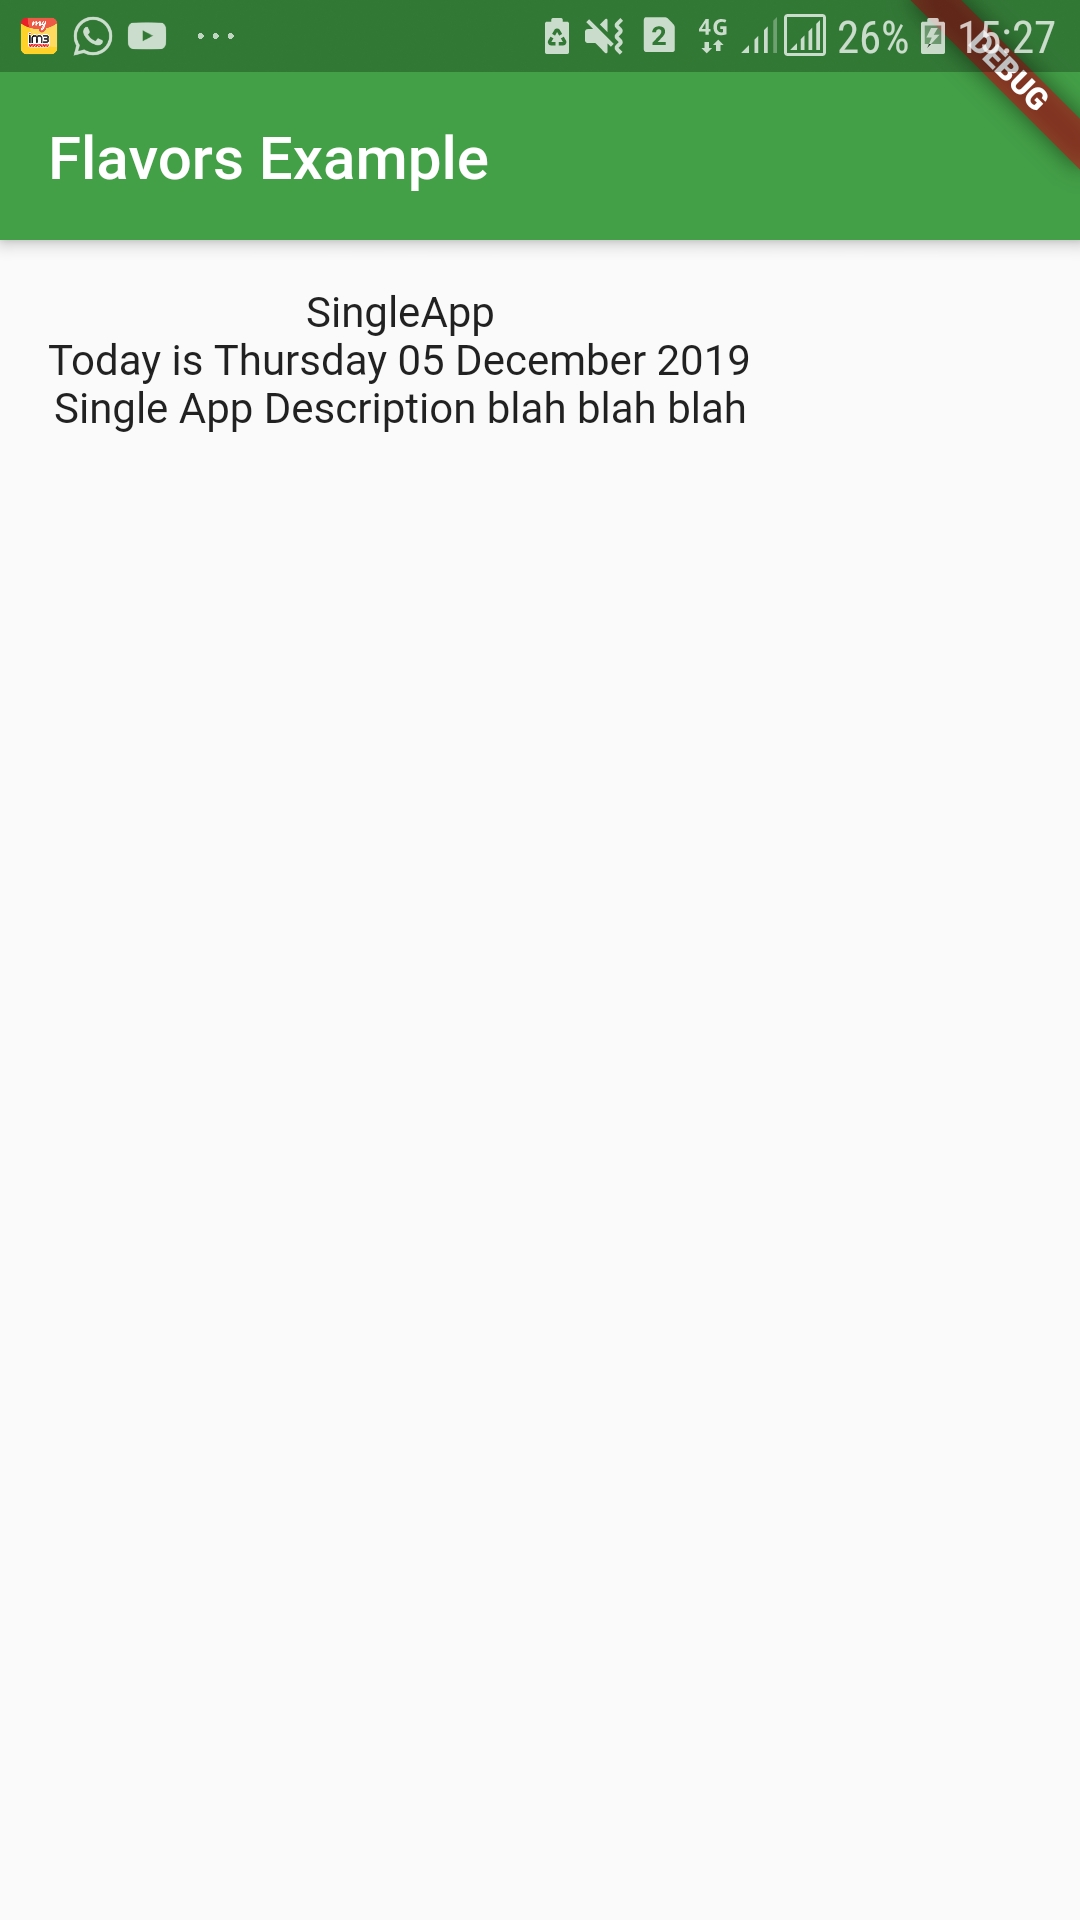 my
im3
2
4G
26%
15:27
DEBUG
Flavors Example
SingleApp
Today is Thursday 05 December 2019
Single App Description blah blah blah